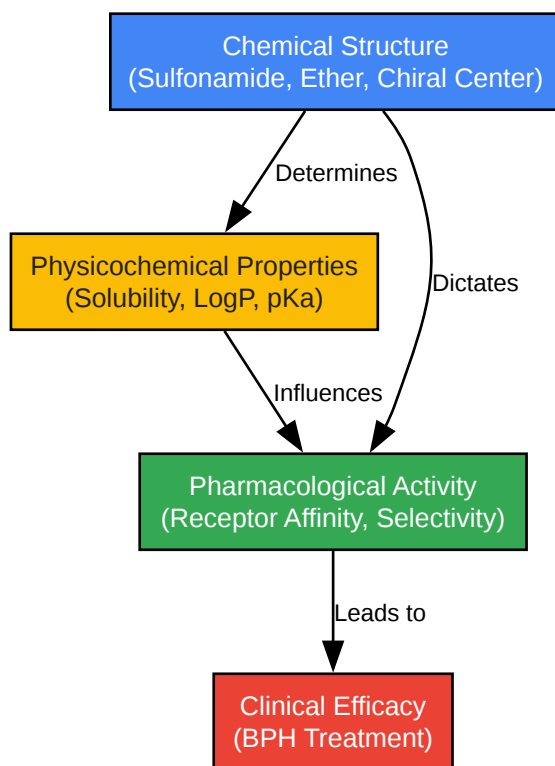 Chemical Structure
(Sulfonamide, Ether, Chiral Center)
Determines
Physicochemical Properties
(Solubility, LogP, pKa)
Dictates
Influences
Pharmacological Activity
(Receptor Affinity, Selectivity)
Leads to
Clinical Efficacy
(BPH Treatment)